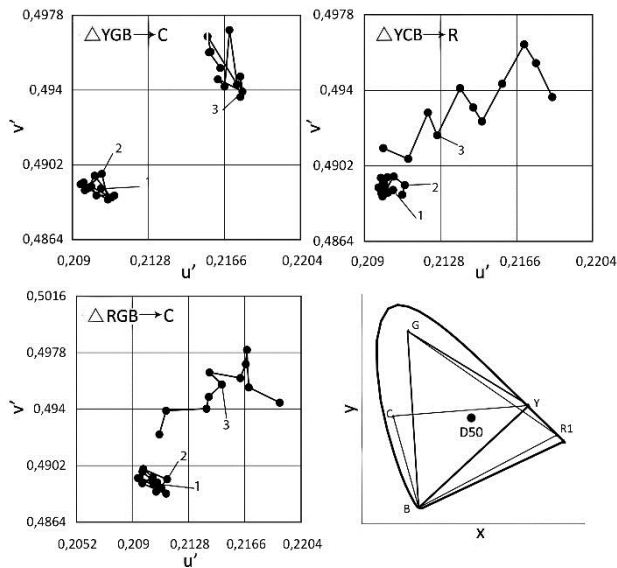 △YGB→C
0,4978
0,494
0,4902
0,4864
v'
3
2
1
0,209 0,2128 0,2166 0,2204
u'
△YCB→R
0,4978
0,494
0,4902
0,4864
v'
3
2
1
0,209 0,2128 0,2166 0,2204
u'
△RGB→C
0,5016
0,4978
0,494
0,4902
0,4864
v'
3
2
1
0,2052 0,209 0,2128 0,2166 0,2204
u'
G
Y
C
D50
R1
B
y
x